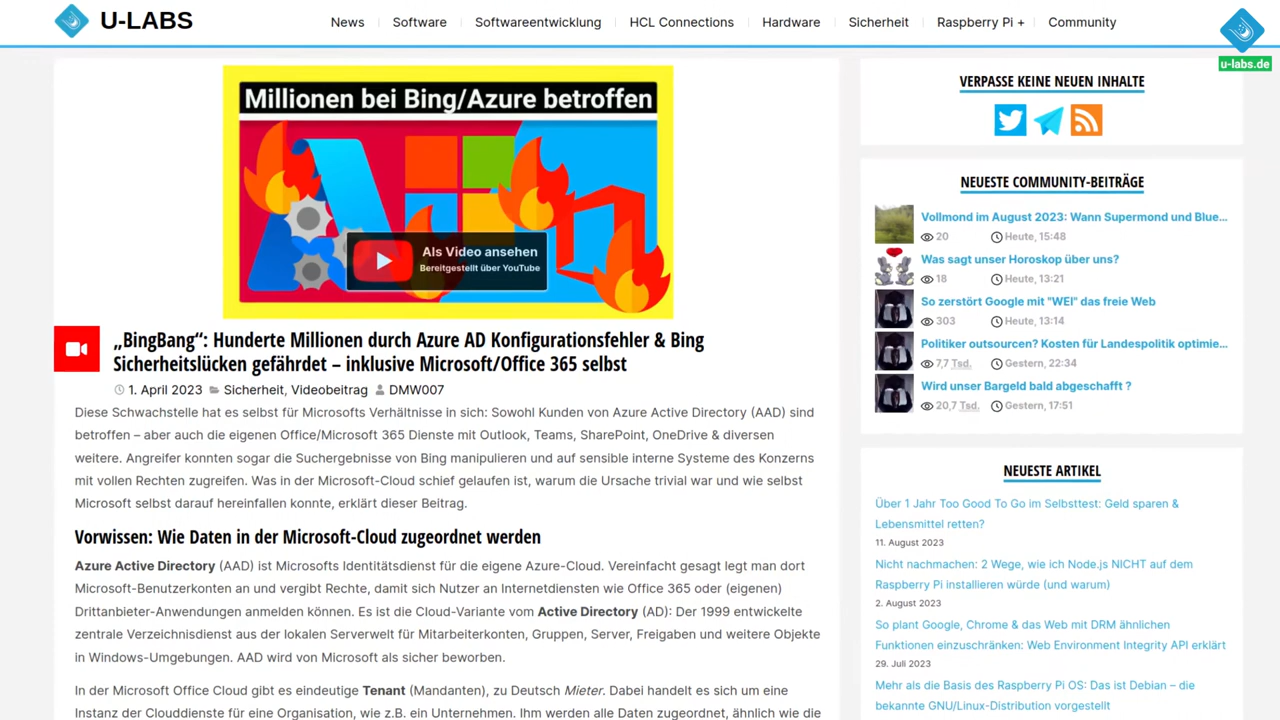 U-LABS
News
Software
Softwareentwicklung
HCL Connections
Hardware
Sicherheit
Raspberry Pi +
Community
u-labs.de
Millionen bei Bing/Azure betroffen
Als Video ansehen
Bereitgestellt über YouTube
„BingBang“: Hunderte Millionen durch Azure AD Konfigurationsfehler & Bing
Sicherheitslücken gefährdet – inklusive Microsoft/Office 365 selbst
1. April 2023 Sicherheit, Videobeitrag DMW007
Diese Schwachstelle hat es selbst für Microsofts Verhältnisse in sich: Sowohl Kunden von Azure Active Directory (AAD) sind
betroffen – aber auch die eigenen Office/Microsoft 365 Dienste mit Outlook, Teams, SharePoint, OneDrive & diversen
weitere. Angreifer konnten sogar die Suchergebnisse von Bing manipulieren und auf sensible interne Systeme des Konzerns
mit vollen Rechten zugreifen. Was in der Microsoft-Cloud schief gelaufen ist, warum die Ursache trivial war und wie selbst
Microsoft selbst darauf hereinfallen konnte, erklärt dieser Beitrag.
Vorwissen: Wie Daten in der Microsoft-Cloud zugeordnet werden
Azure Active Directory (AAD) ist Microsofts Identitätsdienst für die eigene Azure-Cloud. Vereinfacht gesagt legt man dort
Microsoft-Benutzerkonten an und vergibt Rechte, damit sich Nutzer an Internetdiensten wie Office 365 oder (eigenen)
Drittanbieter-Anwendungen anmelden können. Es ist die Cloud-Variante vom Active Directory (AD): Der 1999 entwickelte
zentrale Verzeichnisdienst aus der lokalen Serverwelt für Mitarbeiterkonten, Gruppen, Server, Freigaben und weitere Objekte
in Windows-Umgebungen. AAD wird von Microsoft als sicher beworben.
In der Microsoft Office Cloud gibt es eindeutige Tenant (Mandanten), zu Deutsch Mieter. Dabei handelt es sich um eine
Instanz der Clouddienste für eine Organisation, wie z.B. ein Unternehmen. Ihm werden alle Daten zugeordnet, ähnlich wie die
VERPASSE KEINE NEUEN INHALTE
NEUESTE COMMUNITY-BEITRÄGE
Vollmond im August 2023: Wann Supermond und Blue...
20 Heute, 15:48
Was sagt unser Horoskop über uns?
18 Heute, 13:21
So zerstört Google mit "WEI" das freie Web
303 Heute, 13:14
Politiker outsourcen? Kosten für Landespolitik optimie...
7,7 Tsd. Gestern, 22:34
Wird unser Bargeld bald abgeschafft ?
20,7 Tsd. Gestern, 17:51
NEUESTE ARTIKEL
Über 1 Jahr Too Good To Go im Selbsttest: Geld sparen &
Lebensmittel retten?
11. August 2023
Nicht nachmachen: 2 Wege, wie ich Node.js NICHT auf dem
Raspberry Pi installieren würde (und warum)
2. August 2023
So plant Google, Chrome & das Web mit DRM ähnlichen
Funktionen einzuschränken: Web Environment Integrity API erklärt
29. Juli 2023
Mehr als die Basis des Raspberry Pi OS: Das ist Debian – die
bekannte GNU/Linux-Distribution vorgestellt